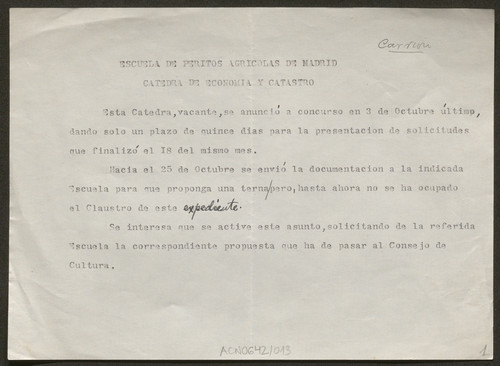 Carrion
ESCUELA DE PERITOS AGRICOLAS DE MADRID
CATEDRA DE ECONOMIA Y CATASTRO
Esta Catedra,vacante,se anunció a concurso en 3 de Octubre último,
dando solo un plazo de quince dias para la presentación de solicitudes
que finalizó el 18 del mismo mes.
Hacia el 25 de Octubre se envió la documentación a la indicada
Escuela para que proponga una terna/pero,hasta ahora no se ha ocupado
el Claustro de este expediente.
Se interesa que se active este asunto,solicitando de la referida
Escuela la correspondiente propuesta que ha de pasar al Consejo de
Cultura.
ACN0642/013
1